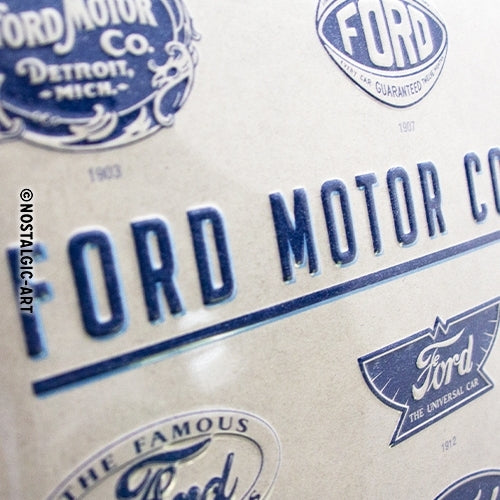 FORD MOTOR
Co.
DETROIT,
-MICH.-
1903
FORD
EVERY CAR GUARANTEED
1907
© NOSTALGIC-ART
FORD MOTOR CO
Ford
THE UNIVERSAL CAR
1912
THE FAMOUS
Ford